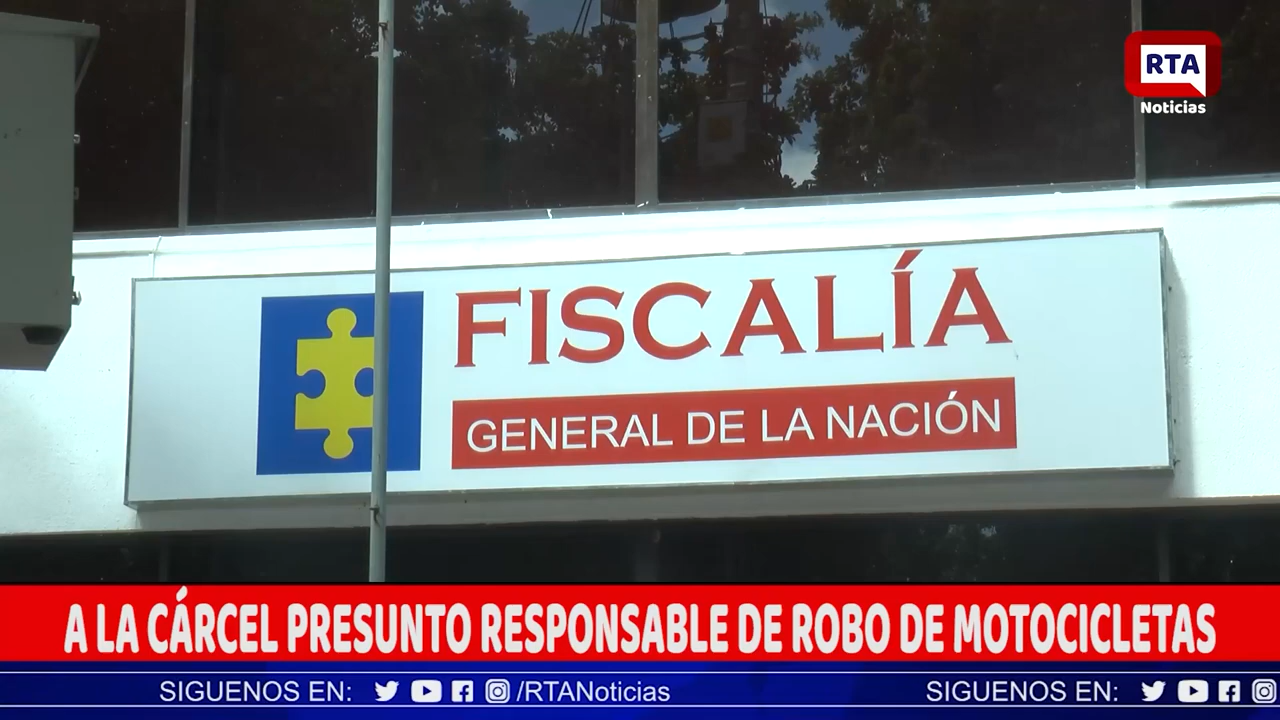 RTA
Noticias
FISCALÍA
GENERAL DE LA NACIÓN
A LA CÁRCEL PRESUNTO RESPONSABLE DE ROBO DE MOTOCICLETAS
SIGUENOS EN: /RTANoticias SIGUENOS EN: